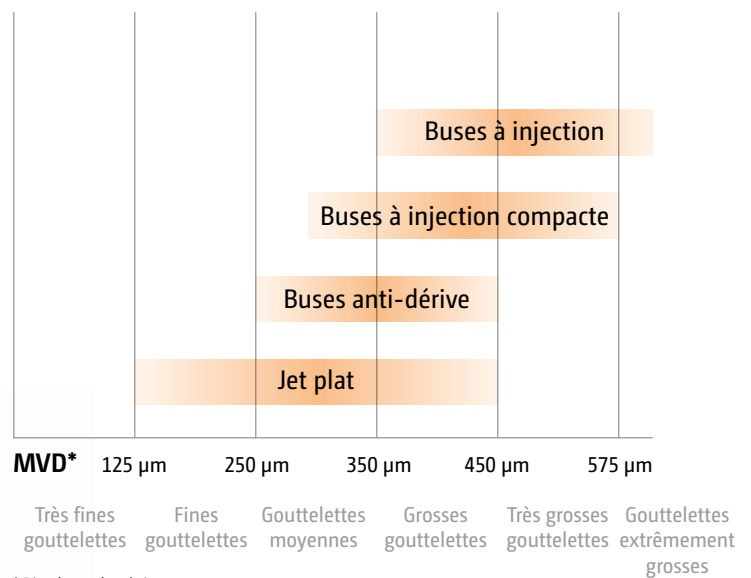 Buses à injection
Buses à injection compacte
Buses anti-dérive
Jet plat
MVD* 125 µm 250 µm 350 µm 450 µm 575 µm
Très fines gouttelettes
Fines gouttelettes
Gouttelettes moyennes
Grosses gouttelettes
Très grosses gouttelettes
Gouttelettes extrêmement grosses